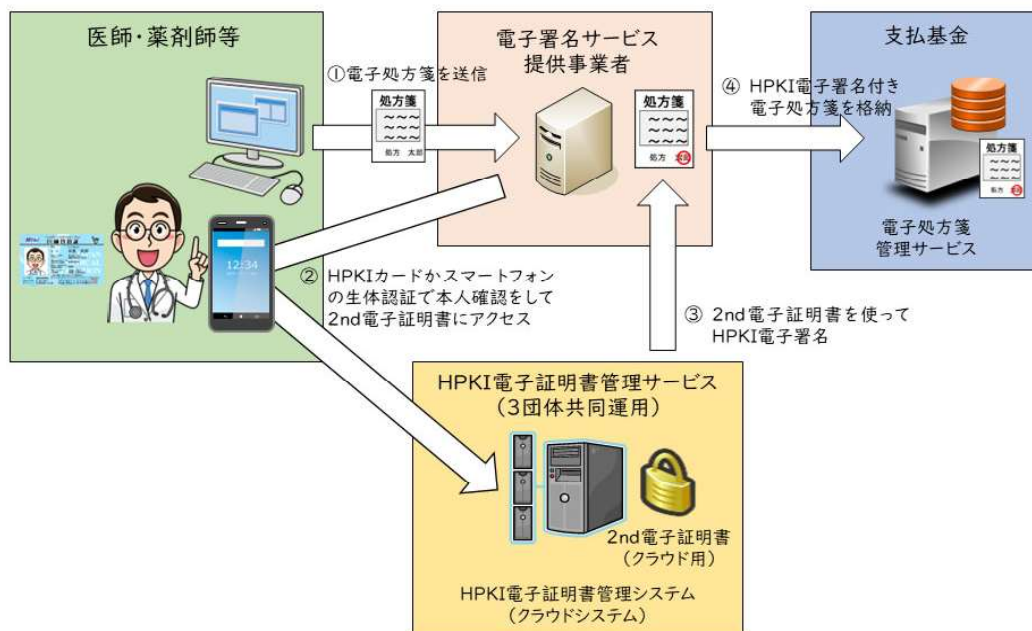 医師・薬剤師等
電子署名サービス
提供事業者
支払基金
①電子処方箋を送信
処方箋
処方 太郎
処方箋
処方
④ HPKI電子署名付き
電子処方箋を格納
処方箋
処方
電子処方箋
管理サービス
12:34
② HPKIカードかスマートフォン
の生体認証で本人確認をして
2nd電子証明書にアクセス
③ 2nd電子証明書を使って
HPKI電子署名
HPKI電子証明書管理サービス
(3団体共同運用)
2nd電子証明書
(クラウド用)
HPKI電子証明書管理システム
(クラウドシステム)